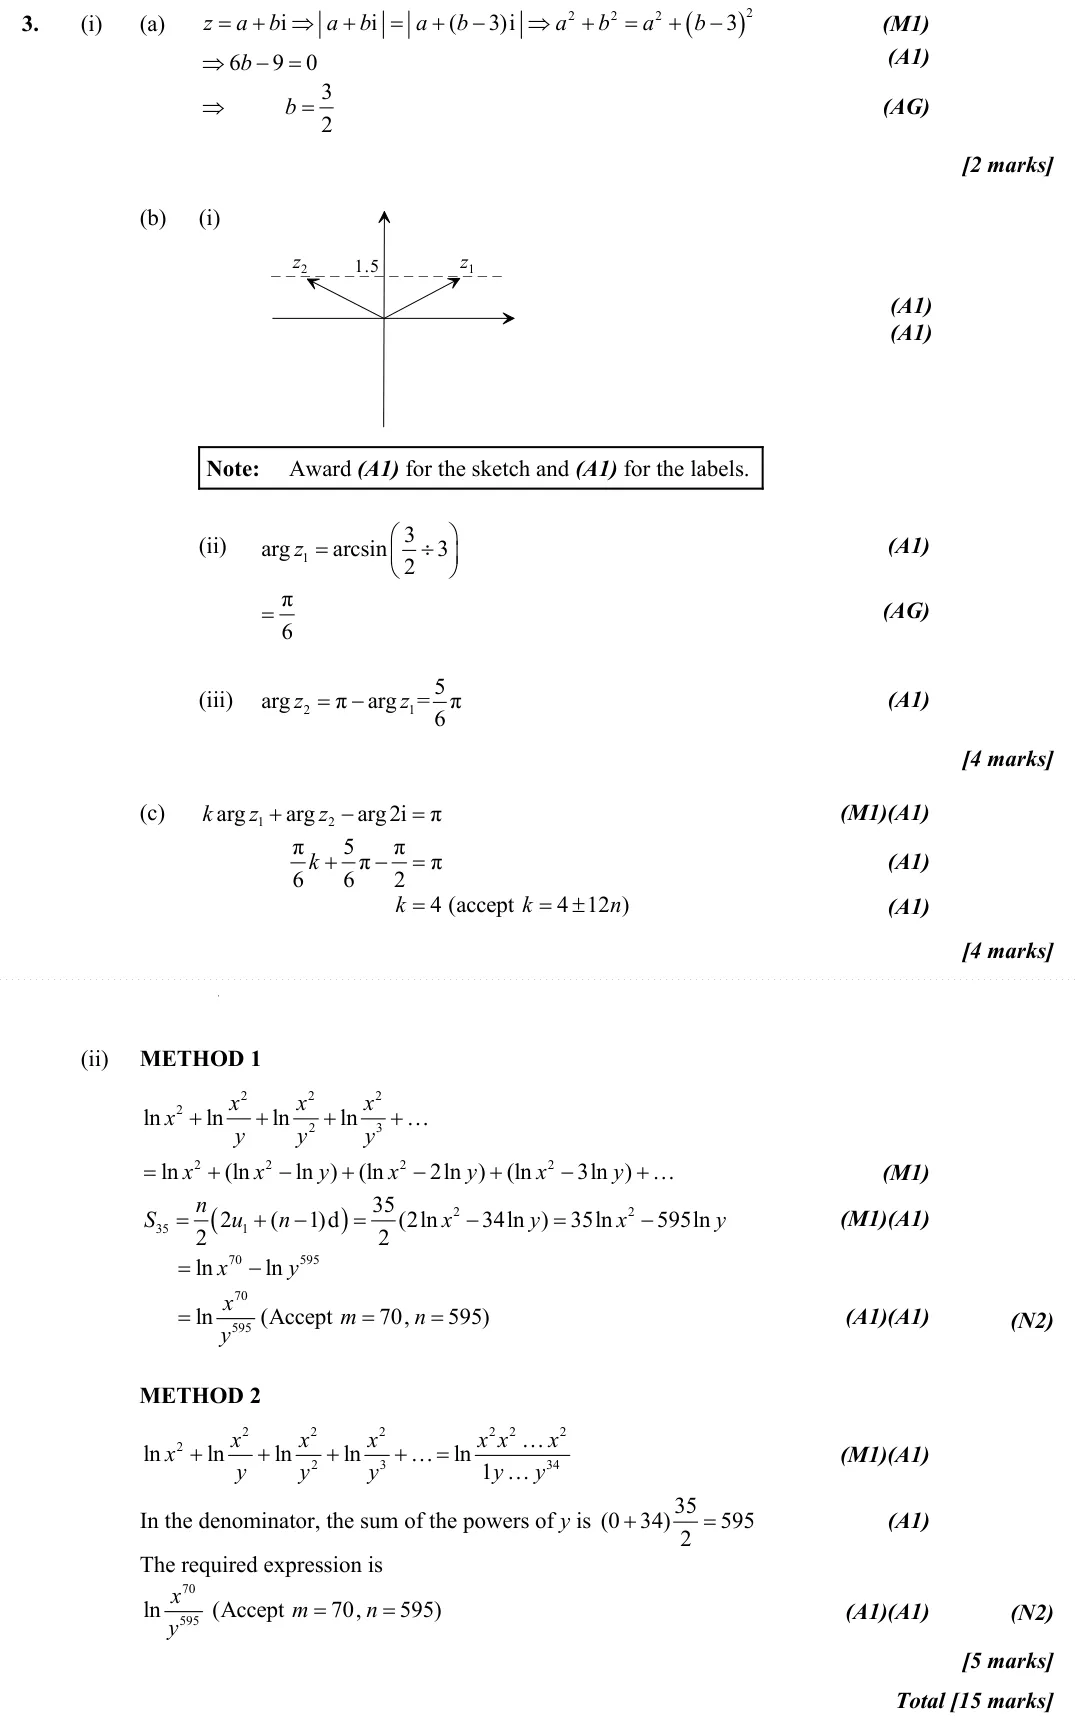 3. (i) (a) z = a + bi ⇒ |a + bi| = |a + (b − 3)i| ⇒ a² + b² = a² + (b − 3)² (M1)
⇒ 6b − 9 = 0 (A1)
⇒ b = 3/2 (AG)
[2 marks]
(b) (i)
z₂ 1.5 z₁
(A1)
(A1)
Note: Award (A1) for the sketch and (A1) for the labels.
(ii) arg z₁ = arcsin(3/2 ÷ 3) (A1)
= π/6 (AG)
(iii) arg z₂ = π − arg z₁ = 5/6 π (A1)
[4 marks]
(c) k arg z₁ + arg z₂ − arg 2i = π (M1)(A1)
π/6 k + 5/6 π − π/2 = π (A1)
k = 4 (accept k = 4 ± 12n) (A1)
[4 marks]
(ii) METHOD 1
ln x² + ln x²/y + ln x²/y² + ln x²/y³ + …
= ln x² + (ln x² − ln y) + (ln x² − 2 ln y) + (ln x² − 3 ln y) + … (M1)
S₃₅ = n/2 (2u₁ + (n − 1)d) = 35/2 (2 ln x² − 34 ln y) = 35 ln x² − 595 ln y (M1)(A1)
= ln x⁷⁰ − ln y⁵⁹⁵
= ln x⁷⁰/y⁵⁹⁵ (Accept m = 70, n = 595) (A1)(A1) (N2)
METHOD 2
ln x² + ln x²/y + ln x²/y² + ln x²/y³ + … = ln x²x² … x²/1y … y³⁴ (M1)(A1)
In the denominator, the sum of the powers of y is (0 + 34) 35/2 = 595 (A1)
The required expression is
ln x⁷⁰/y⁵⁹⁵ (Accept m = 70, n = 595) (A1)(A1) (N2)
[5 marks]
Total [15 marks]